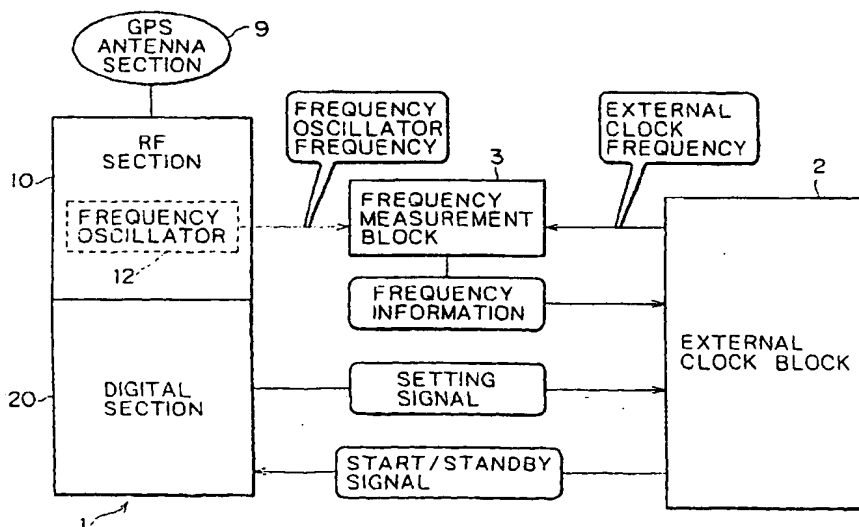 GPS
ANTENNA
SECTION
9
RF
SECTION
10
FREQUENCY
OSCILLATOR
12
FREQUENCY
OSCILLATOR
FREQUENCY
EXTERNAL
CLOCK
FREQUENCY
3
FREQUENCY
MEASUREMENT
BLOCK
2
FREQUENCY
INFORMATION
EXTERNAL
CLOCK BLOCK
DIGITAL
SECTION
20
SETTING
SIGNAL
START/STANDBY
SIGNAL
1